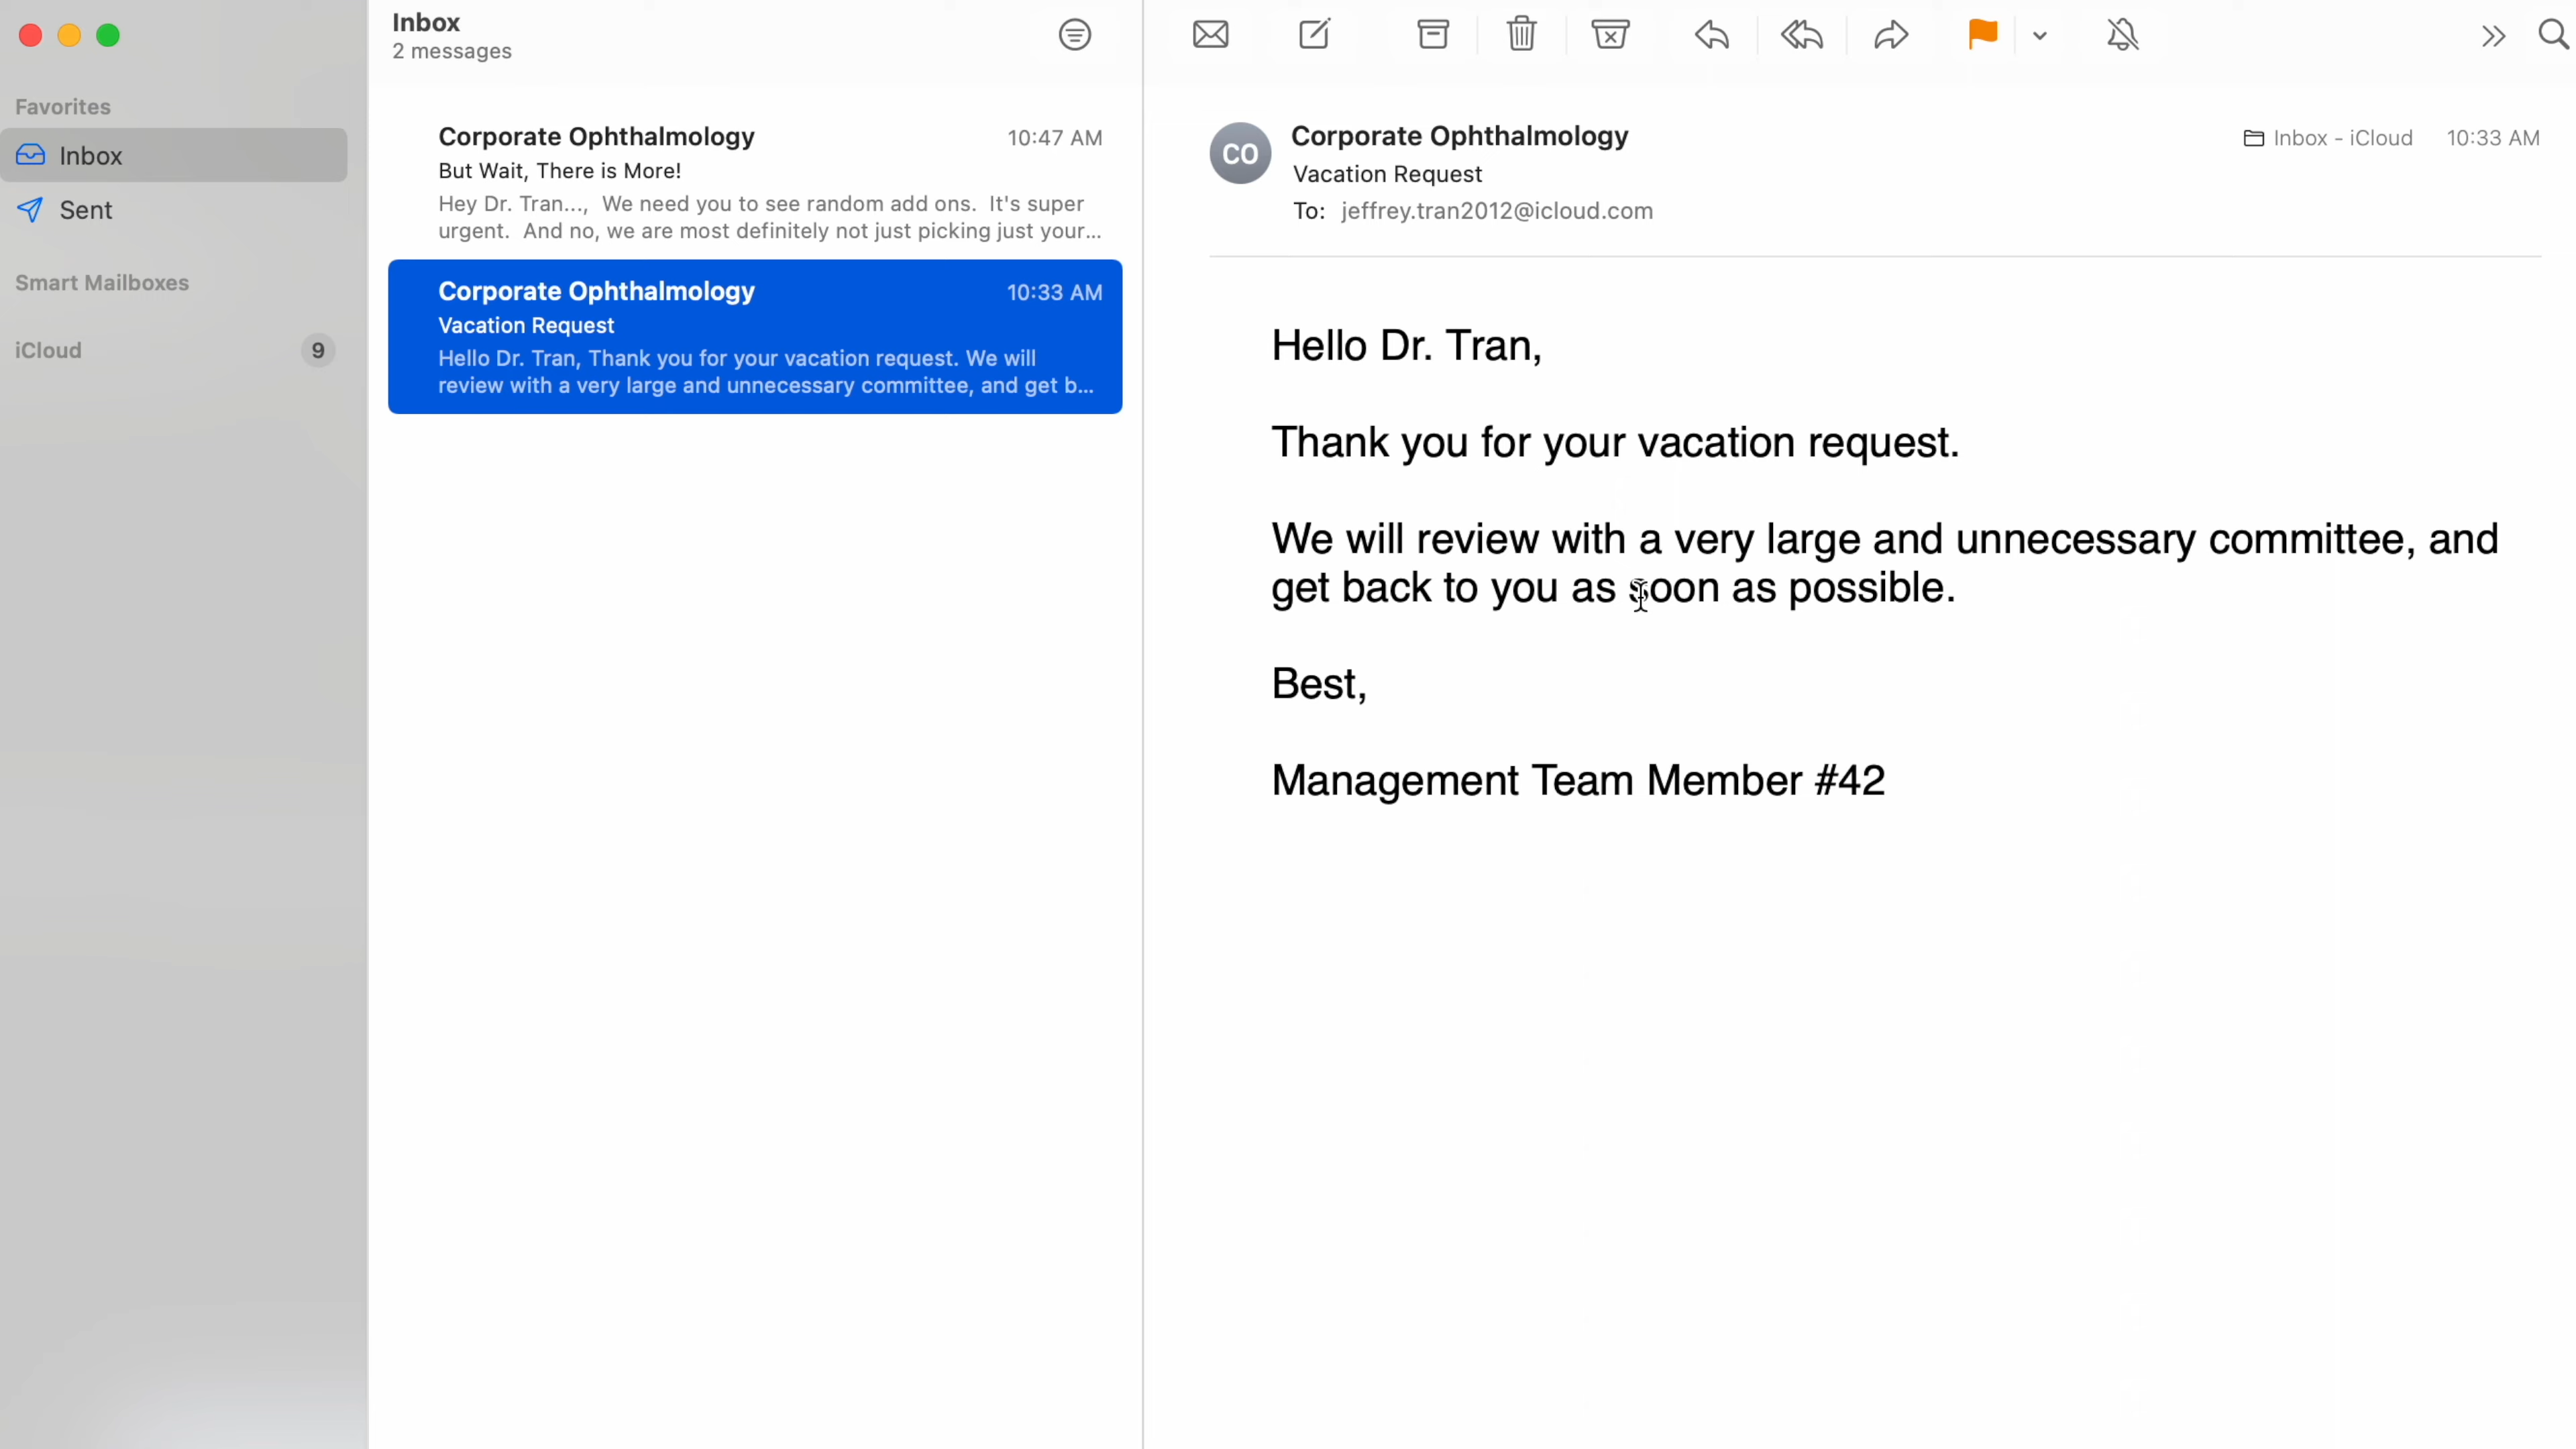 Favorites
Inbox
Sent
Smart Mailboxes
iCloud 9
Inbox
2 messages
Corporate Ophthalmology 10:47 AM
But Wait, There is More!
Hey Dr. Tran..., We need you to see random add ons. It's super
urgent. And no, we are most definitely not just picking just your...
Corporate Ophthalmology 10:33 AM
Vacation Request
Hello Dr. Tran, Thank you for your vacation request. We will
review with a very large and unnecessary committee, and get b...
CO
Corporate Ophthalmology Inbox - iCloud 10:33 AM
Vacation Request
To: jeffrey.tran2012@icloud.com
Hello Dr. Tran,
Thank you for your vacation request.
We will review with a very large and unnecessary committee, and
get back to you as soon as possible.
Best,
Management Team Member #42